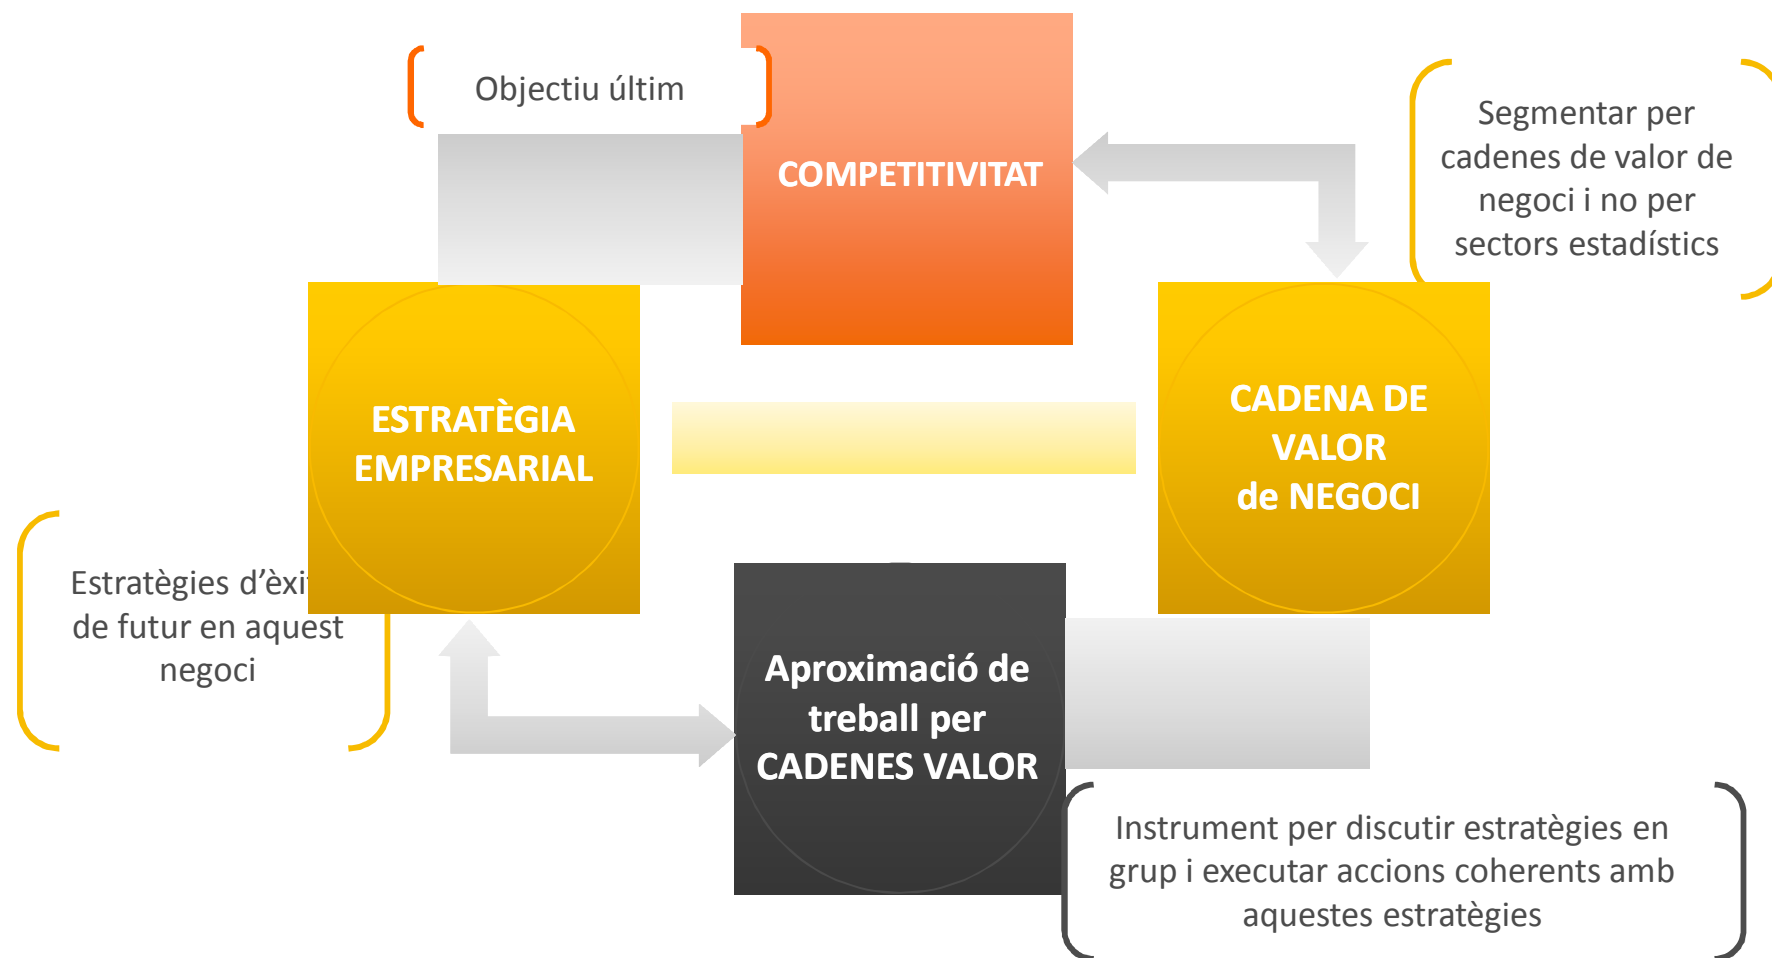 Objectiu últim
COMPETITIVITAT
Segmentar per
cadenes de valor de
negoci i no per
sectors estadístics
ESTRATÈGIA
EMPRESARIAL
CADENA DE
VALOR
de NEGOCI
Estratègies d'èxi
de futur en aquest
negoci
Aproximació de
treball per
CADENES VALOR
Instrument per discutir estratègies en
grup i executar accions coherents amb
aquestes estratègies